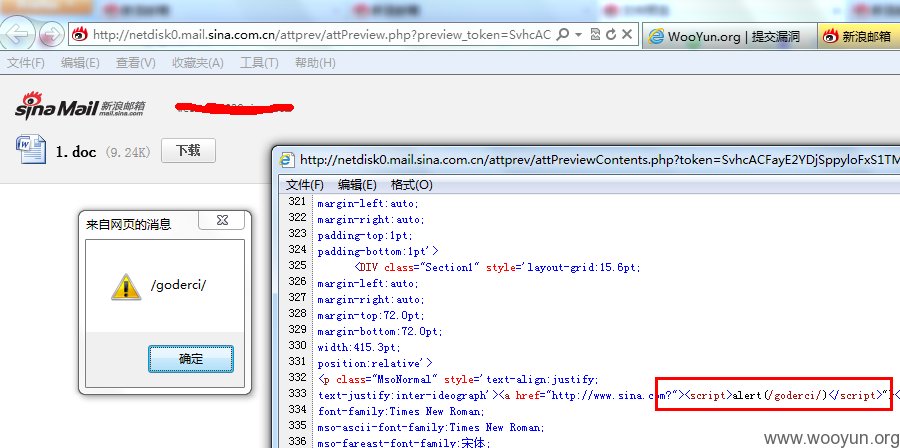 http://netdisk0.mail.sina.com.cn/attprev/attPreview.php?preview_token=SvhcAC
WooYun.org | 提交漏洞
新浪邮箱
文件(F) 编辑(E) 查看(V) 收藏夹(A) 工具(T) 帮助(H)
sina Mail 新浪邮箱
mail.sina.com
1. doc (9.24K) 下载
http://netdisk0.mail.sina.com.cn/attprev/attPreviewContents.php?token=SvhcACFayE2YDjSppyloFxS1TM
文件(F) 编辑(E) 格式(O)
来自网页的消息
/goderci/
确定
321 margin-left:auto;
322 margin-right:auto;
323 padding-top:1pt;
324 padding-bottom:1pt'>
325 <DIV class="Section1" style='layout-grid:15.6pt;
326 margin-left:auto;
327 margin-right:auto;
328 margin-top:72.0pt;
329 margin-bottom:72.0pt;
330 width:415.3pt;
331 position:relative'>
332 <p class="MsoNormal" style='text-align:justify;
333 text-justify:inter-ideograph'><a href="http://www.sina.com?"><script>alert(/goderci/)</script>"}<
334 font-family:Times New Roman;
335 mso-ascii-font-family:Times New Roman;
336 mso-fareast-font-family:宋体;
www.wooyun.org